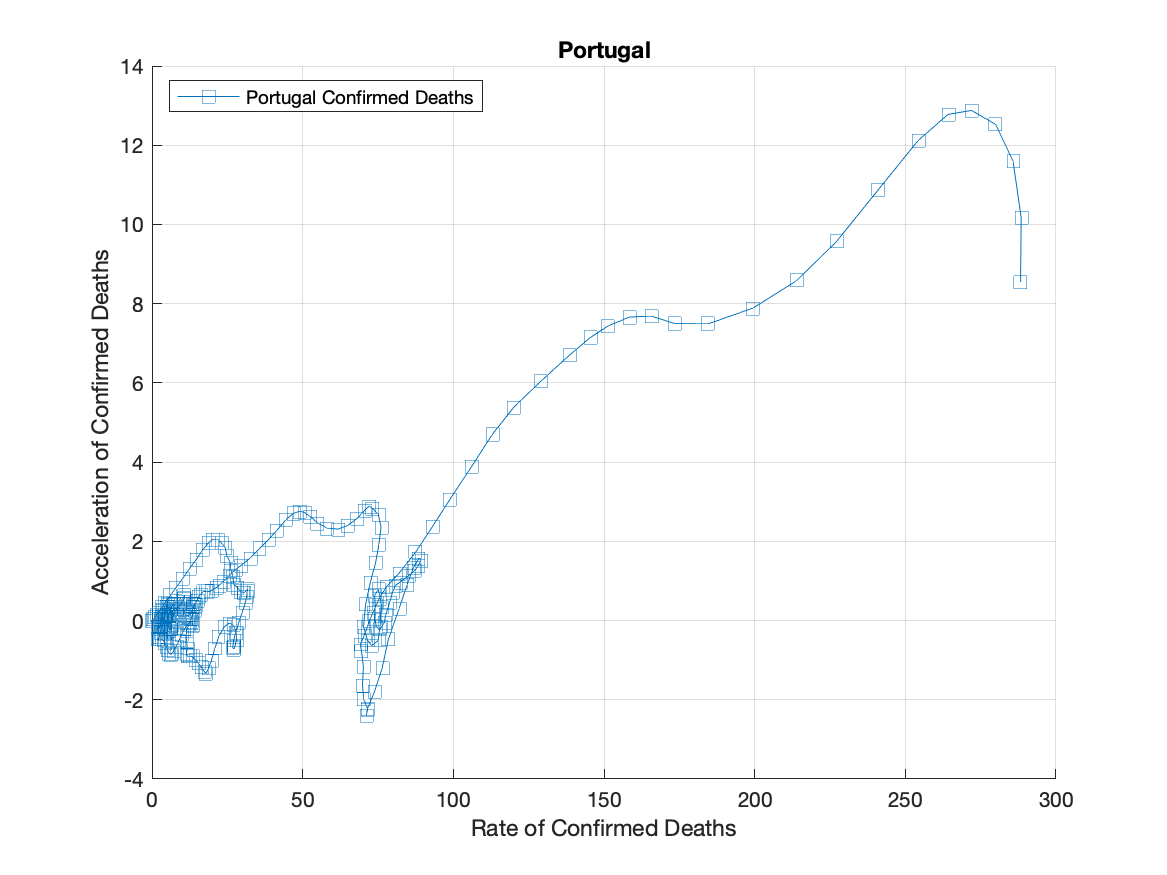 Portugal
Portugal Confirmed Deaths
14
12
10
8
6
4
2
0
-2
-4
0 50 100 150 200 250 300
Acceleration of Confirmed Deaths
Rate of Confirmed Deaths